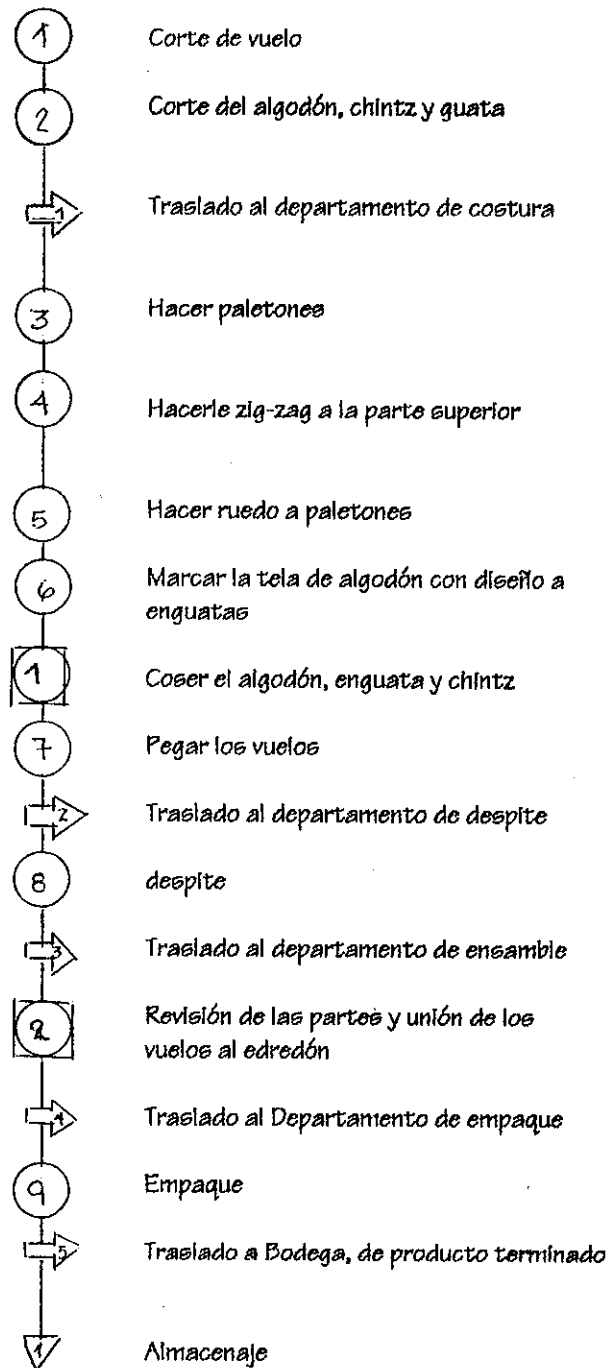 1 Corte de vuelo
2 Corte del algodón, chintz y guata
1 Traslado al departamento de costura
3 Hacer paletones
4 Hacerle zig-zag a la parte superior
5 Hacer ruedo a paletones
6 Marcar la tela de algodón con diseño a
enguatas
1 Coser el algodón, enguata y chintz
7 Pegar los vuelos
2 Traslado al departamento de despite
8 despite
3 Traslado al departamento de ensamble
2 Revisión de las partes y unión de los
vuelos al edredón
4 Traslado al Departamento de empaque
9 Empaque
5 Traslado a Bodega, de producto terminado
1 Almacenaje